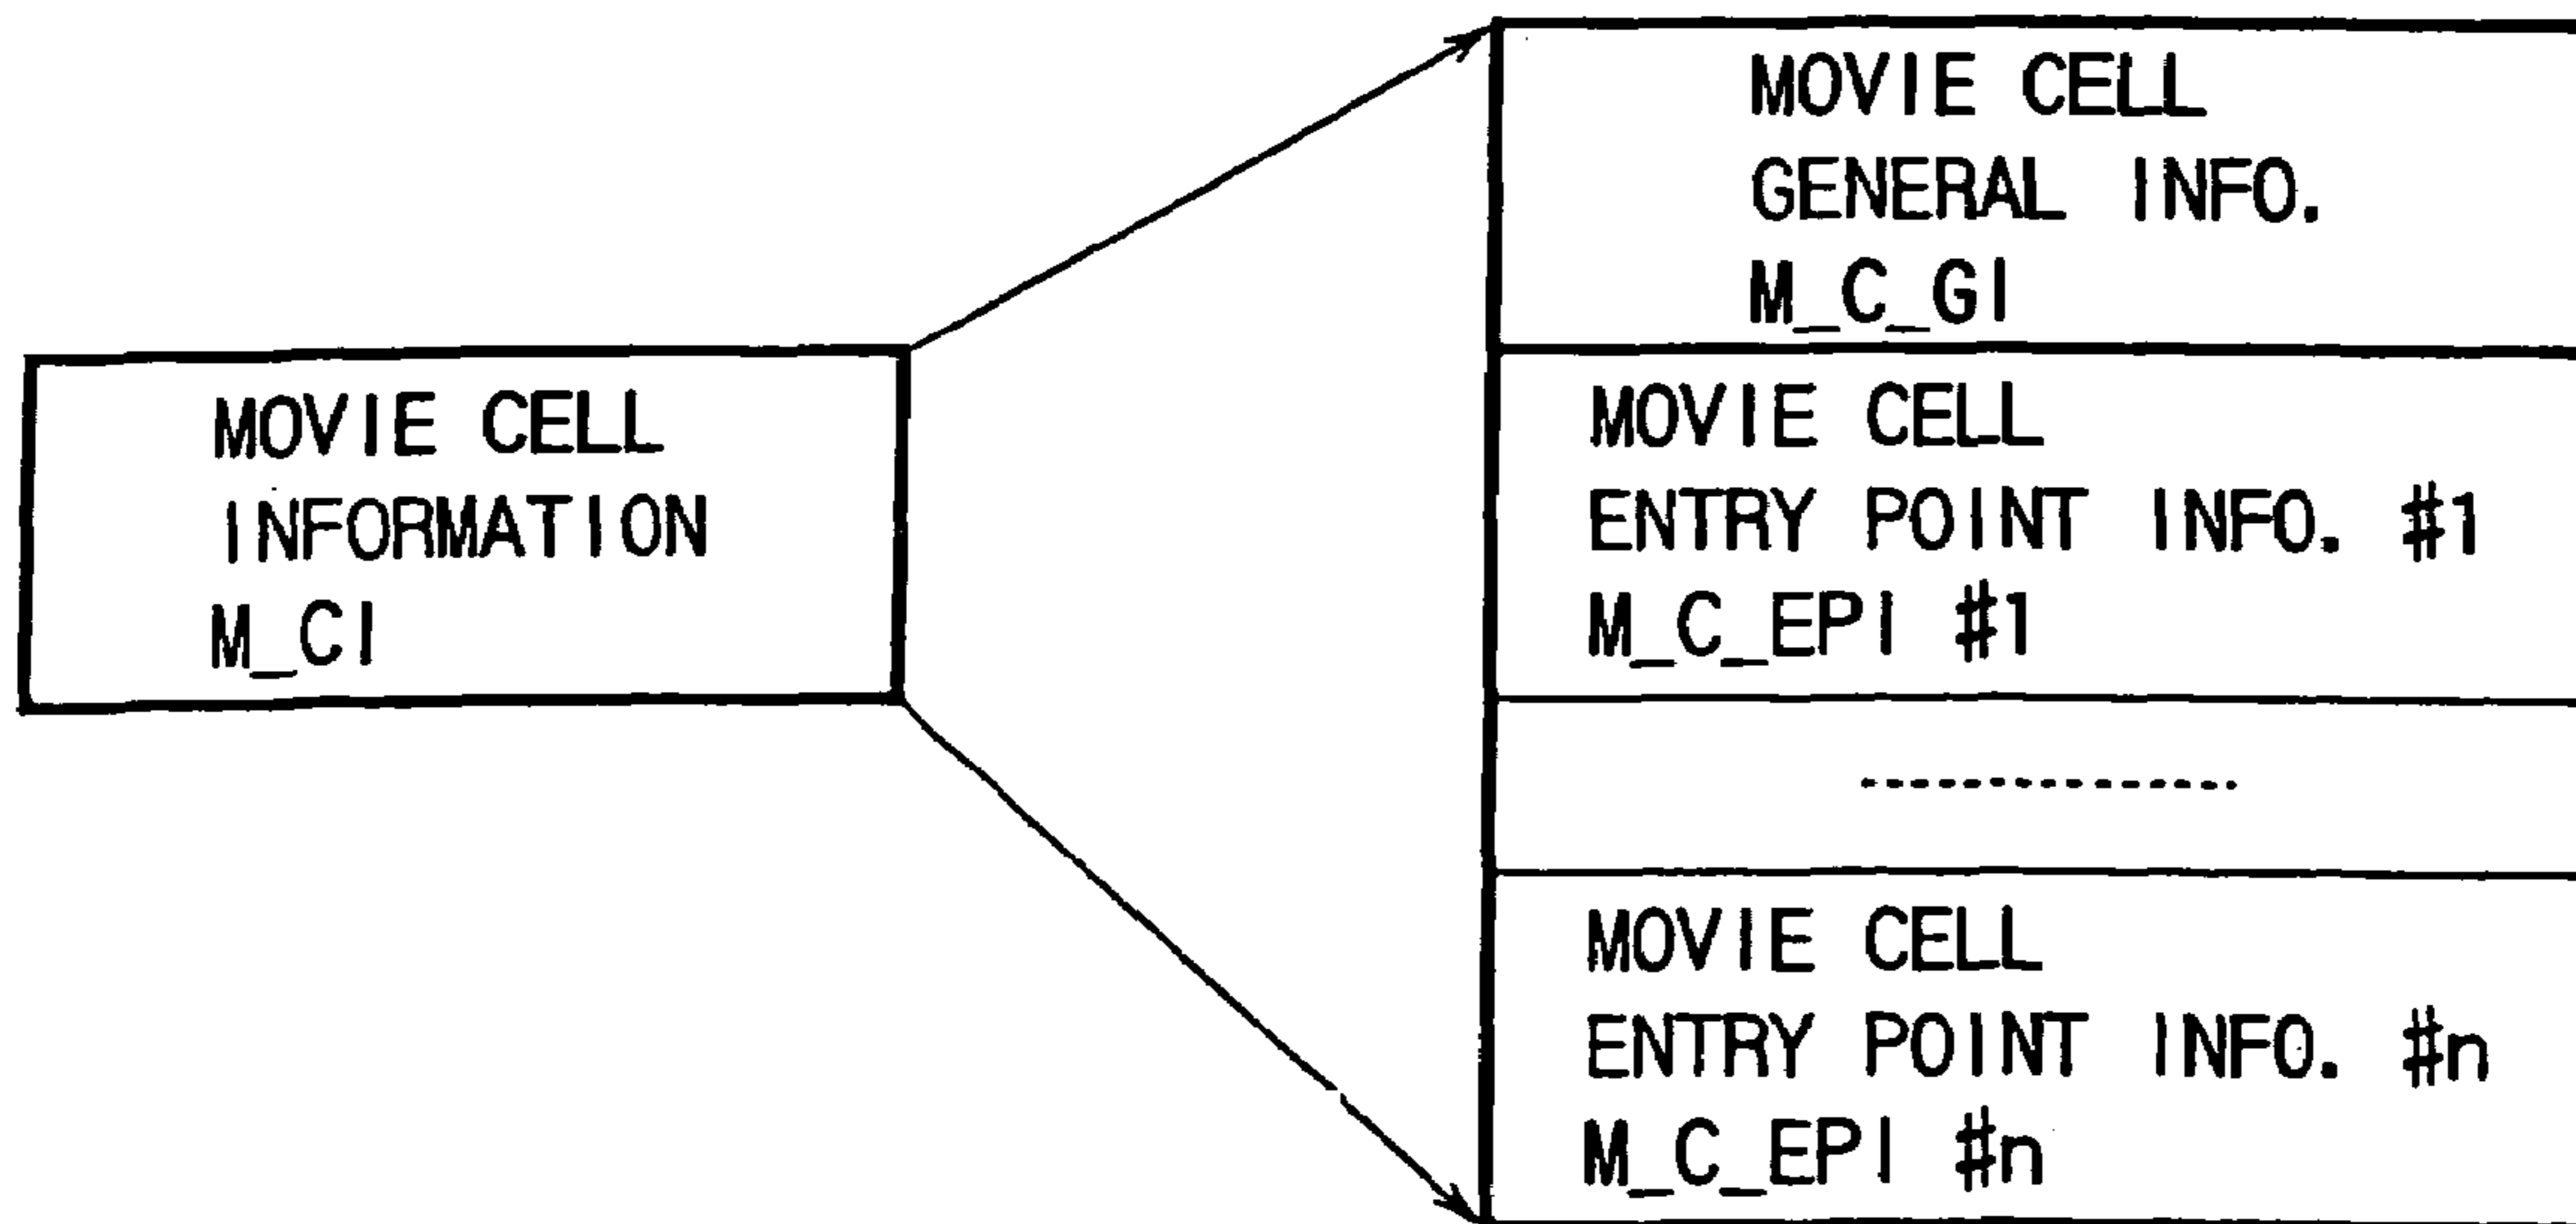 MOVIE CELL
INFORMATION
M_CI
MOVIE CELL
GENERAL INFO.
M_C_GI
MOVIE CELL
ENTRY POINT INFO. #1
M_C_EPI #1
MOVIE CELL
ENTRY POINT INFO. #n
M_C_EPI #n